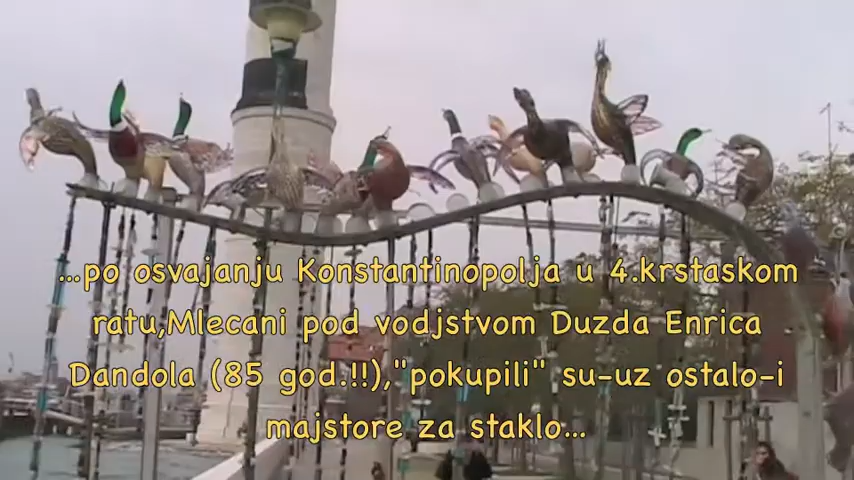 ...po osvajanju Konstantinopolja u 4.krstaskom
ratu,Mlecani pod vodjstvom Duzda Enrica
Dandola (85 god.!!),"pokupili" su-uz ostalo-i
majstore za staklo...